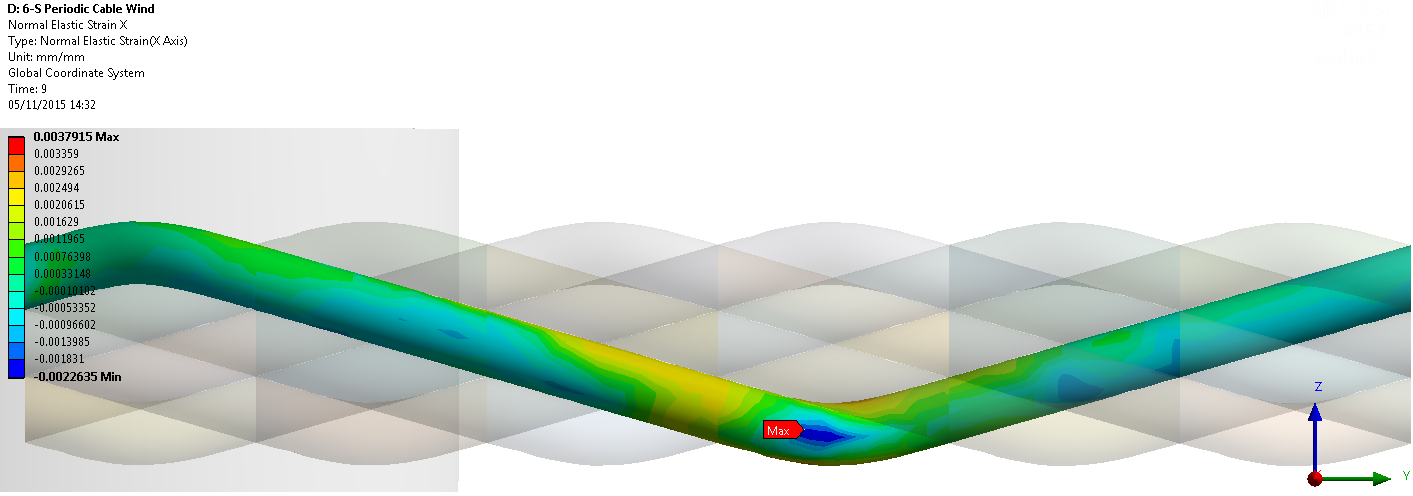 D: 6-S Periodic Cable Wind
Normal Elastic Strain X
Type: Normal Elastic Strain(X Axis)
Unit: mm/mm
Global Coordinate System
Time: 9
05/11/2015 14:32
0.0037915 Max
0.003359
0.0029265
0.002494
0.0020615
0.001629
0.0011965
0.00076398
0.00033148
-0.00010102
-0.00053352
-0.00096602
-0.0013985
-0.001831
-0.0022635 Min
Max
Z
Y